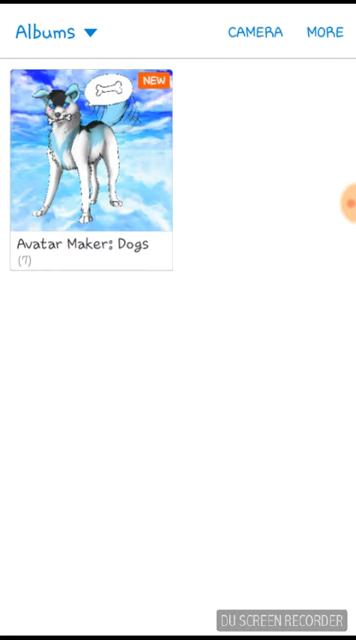 Albums
CAMERA
MORE
NEW
Avatar Maker: Dogs
(7)
DU SCREEN RECORDER